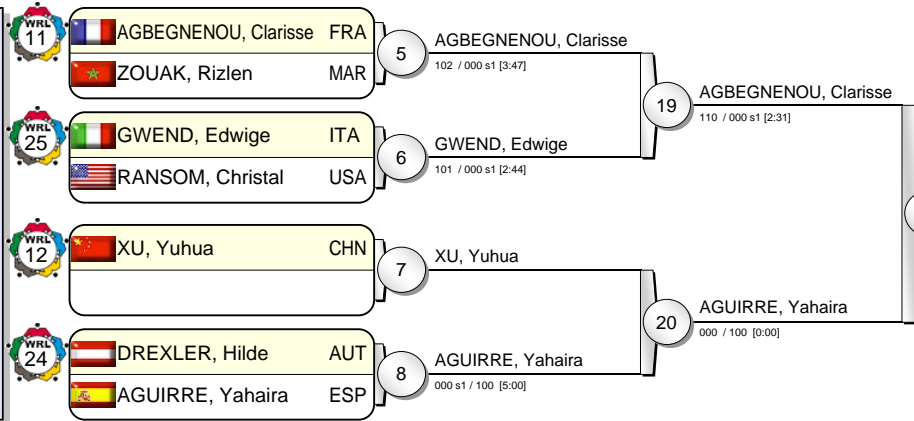 WRL
11
AGBEGNENOU, Clarisse FRA
ZOUAK, Rizlen MAR
5
AGBEGNENOU, Clarisse
102 / 000 s1 [3:47]
WRL
25
GWEND, Edwige ITA
RANSOM, Christal USA
6
GWEND, Edwige
101 / 000 s1 [2:44]
19
AGBEGNENOU, Clarisse
110 / 000 s1 [2:31]
WRL
12
XU, Yuhua CHN
7
XU, Yuhua
WRL
24
DREXLER, Hilde AUT
AGUIRRE, Yahaira ESP
8
AGUIRRE, Yahaira
000 s1 / 100 [5:00]
20
AGUIRRE, Yahaira
000 / 100 [0:00]